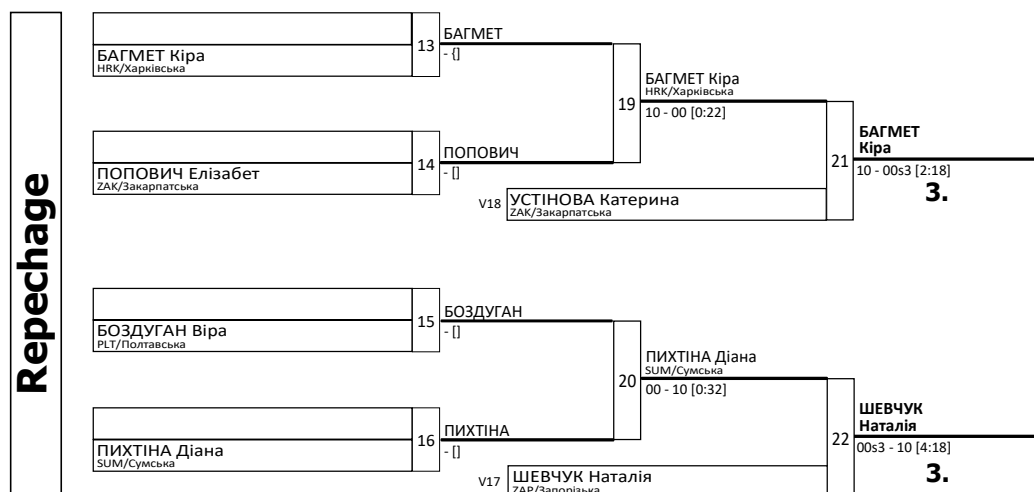 Repechage
БАГМЕТ Кіра
HRK/Харківська
13
БАГМЕТ
- {]
ПОПОВИЧ Елізабет
ZAK/Закарпатська
14
ПОПОВИЧ
- []
19
БАГМЕТ Кіра
HRK/Харківська
10 - 00 [0:22]
V18
УСТІНОВА Катерина
ZAK/Закарпатська
21
БАГМЕТ
Кіра
10 - 00s3 [2:18]
3.
БОЗДУГАН Віра
PLT/Полтавська
15
БОЗДУГАН
- []
ПИХТІНА Діана
SUM/Сумська
16
ПИХТІНА
- []
20
ПИХТІНА Діана
SUM/Сумська
00 - 10 [0:32]
V17
ШЕВЧУК Наталія
ZAP/Запорізька
22
ШЕВЧУК
Наталія
00s3 - 10 [4:18]
3.